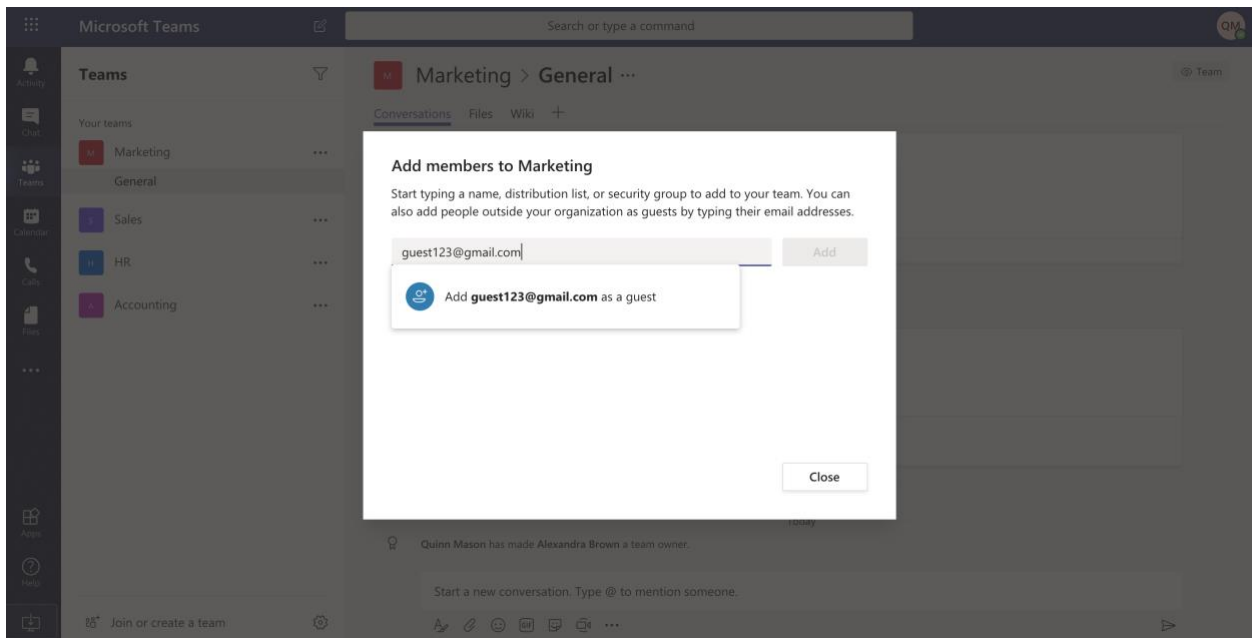 Microsoft Teams
Search or type a command
QM
Activity
Chat
Teams
Calendar
Calls
Files
Apps
Help
Teams
Your teams
M Marketing
General
S Sales
H HR
A Accounting
Join or create a team
M Marketing > General
Team
Conversations Files Wiki
Add members to Marketing
Start typing a name, distribution list, or security group to add to your team. You can
also add people outside your organization as guests by typing their email addresses.
guest123@gmail.com
Add
Add guest123@gmail.com as a guest
Close
Today
Quinn Mason has made Alexandra Brown a team owner.
Start a new conversation. Type @ to mention someone.
GIF